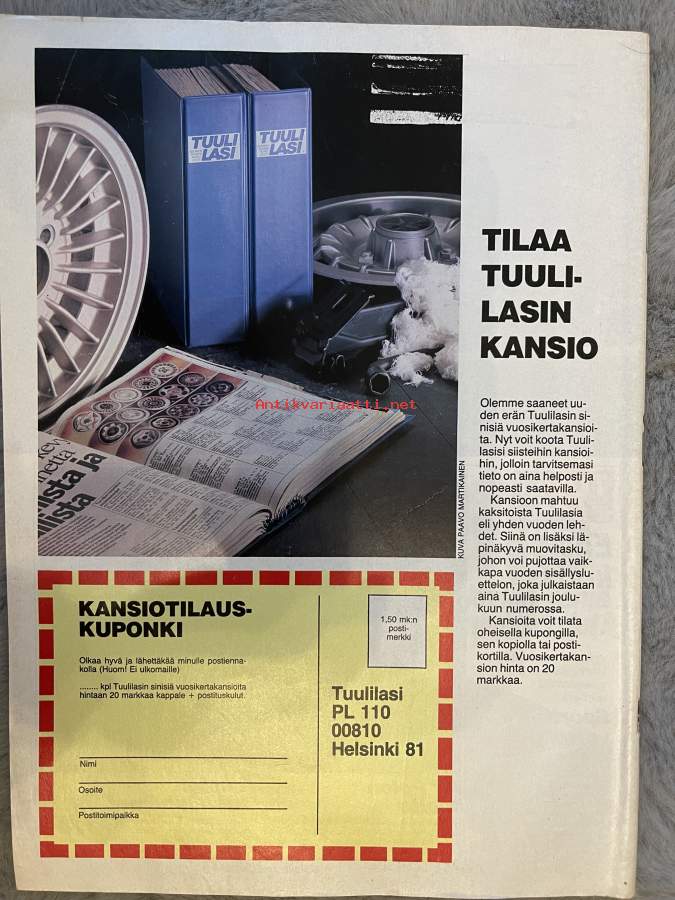 TUULI
LASI
TUULI
LASI
Antikvariaatti.net
KUVA PAAVO MARTIKAINEN
TILAA
TUULI-
LASIN
KANSIO
Olemme saaneet uu-
den erän Tuulilasin si-
nisiä vuosikertakansioi-
ta. Nyt voit koota Tuuli-
lasisi siisteihin kansioi-
hin, jolloin tarvitsemasi
tieto on aina helposti ja
nopeasti saatavilla.
Kansioon mahtuu
kaksitoista Tuulilasia
eli yhden vuoden leh-
det. Siinä on lisäksi lä-
pinäkyvä muovitasku,
johon voi pujottaa vaik-
kapa vuoden sisällyslu-
ettelon, joka julkaistaan
aina Tuulilasin joulu-
kuun numerossa.
Kansioita voit tilata
oheisella kupongilla,
sen kopiolla tai posti-
kortilla. Vuosikertakan-
sion hinta on 20
markkaa.
KANSIOTILAUS-
KUPONKI
Olkaa hyvä ja lähettäkää minulle postienna-
kolla (Huom! Ei ulkomaille)
........ kpl Tuulilasin sinisiä vuosikertakansioita
hintaan 20 markkaa kappale + postituskulut.
Nimi
Osoite
Postitoimipaikka
1,50 mk:n
posti-
merkki
Tuulilasi
PL 110
00810
Helsinki 81